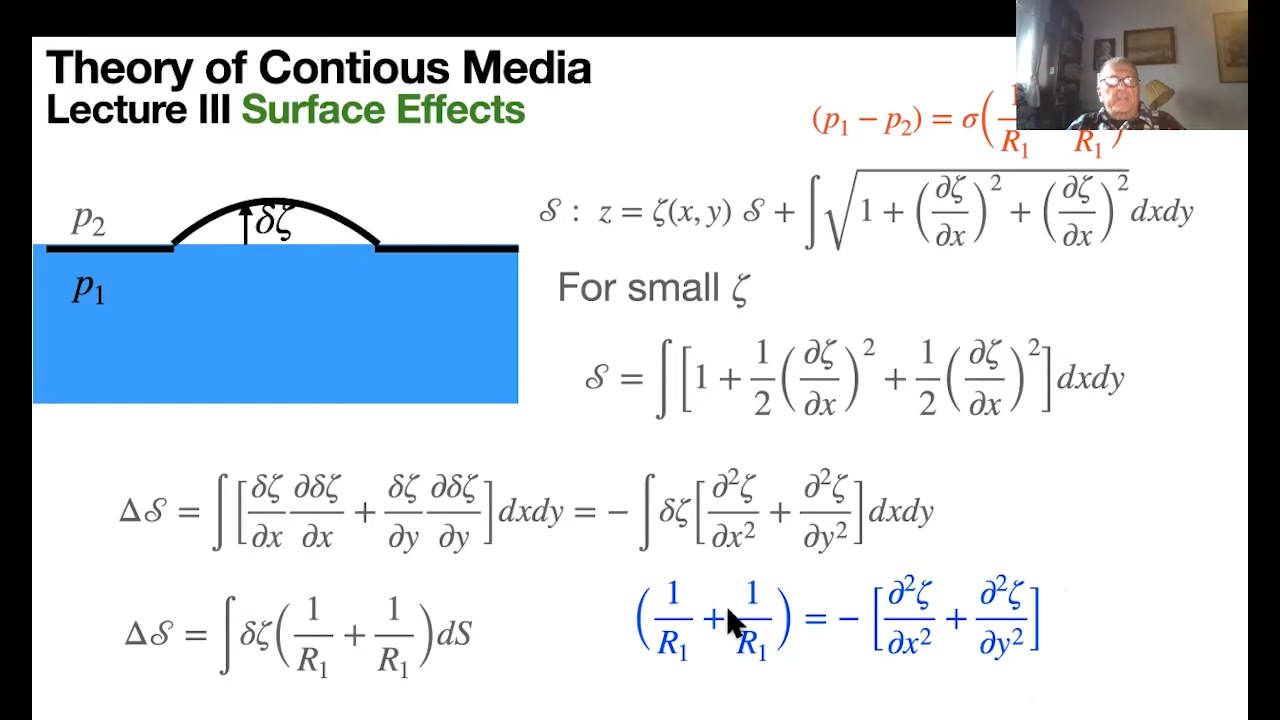 Theory of Contious Media
Lecture III Surface Effects
(p₁ − p₂) = σ(1/R₁ 1/R₁)
p₂
δζ
p₁
𝒮 : z = ζ(x, y) 𝒮 + ∫√(1 + (∂ζ/∂x)² + (∂ζ/∂x)²) dxdy
For small ζ
𝒮 = ∫[1 + 1/2(∂ζ/∂x)² + 1/2(∂ζ/∂x)²]dxdy
Δ𝒮 = ∫[δζ/∂x ∂δζ/∂x + δζ/∂y ∂δζ/∂y]dxdy = − ∫δζ[∂²ζ/∂x² + ∂²ζ/∂y²]dxdy
Δ𝒮 = ∫δζ(1/R₁ + 1/R₁)dS
(1/R₁ + 1/R₁) = − [∂²ζ/∂x² + ∂²ζ/∂y²]